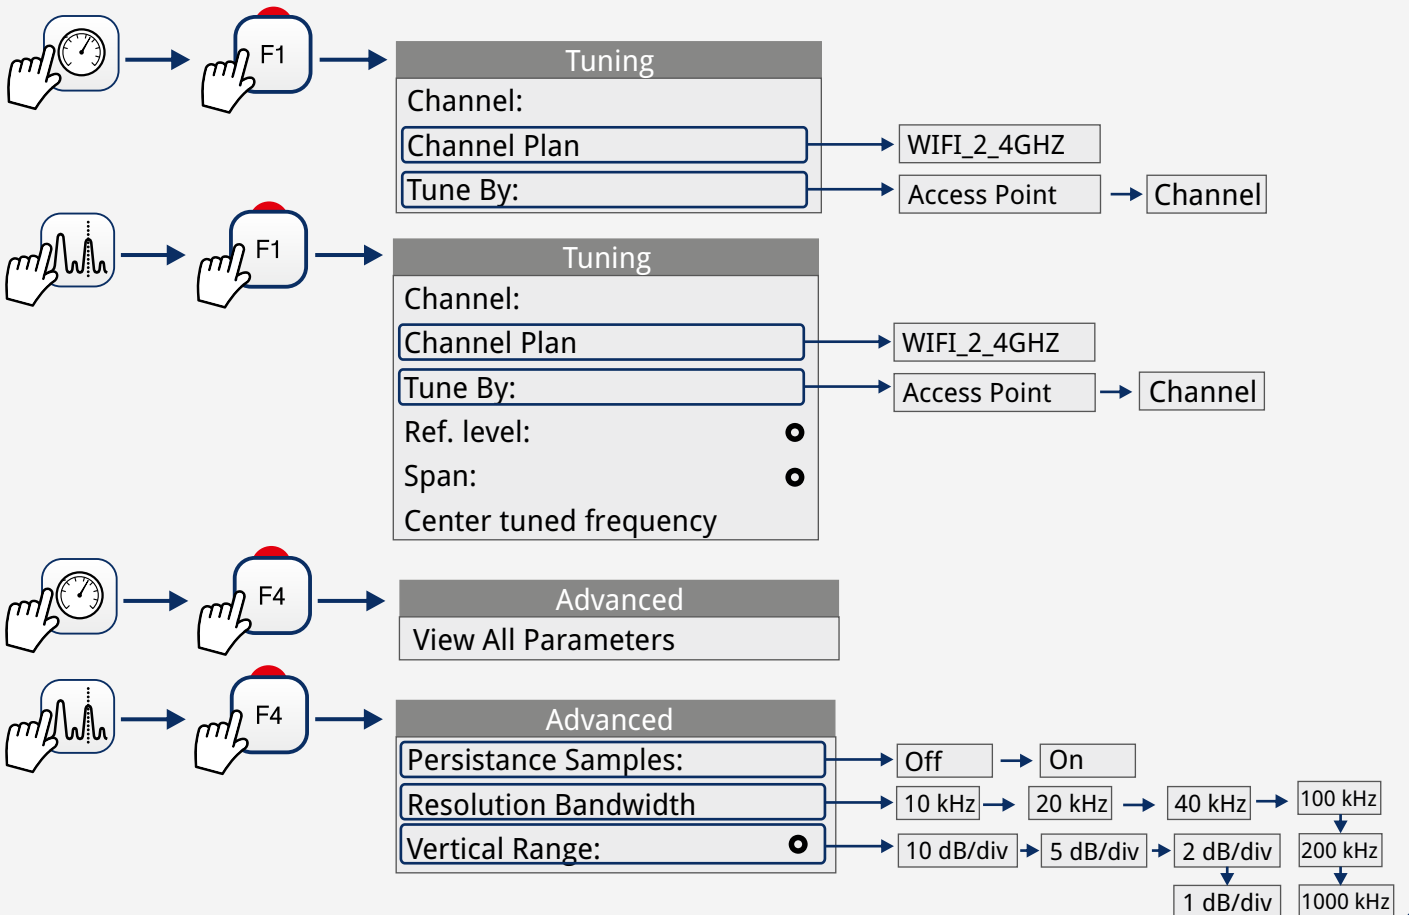 F1
Tuning
Channel:
Channel Plan
WIFI_2_4GHZ
Tune By:
Access Point
Channel
F1
Tuning
Channel:
Channel Plan
WIFI_2_4GHZ
Tune By:
Access Point
Channel
Ref. level:
Span:
Center tuned frequency
F4
Advanced
View All Parameters
F4
Advanced
Persistance Samples:
Off
On
Resolution Bandwidth
10 kHz
20 kHz
40 kHz
100 kHz
200 kHz
1000 kHz
Vertical Range:
10 dB/div
5 dB/div
2 dB/div
1 dB/div